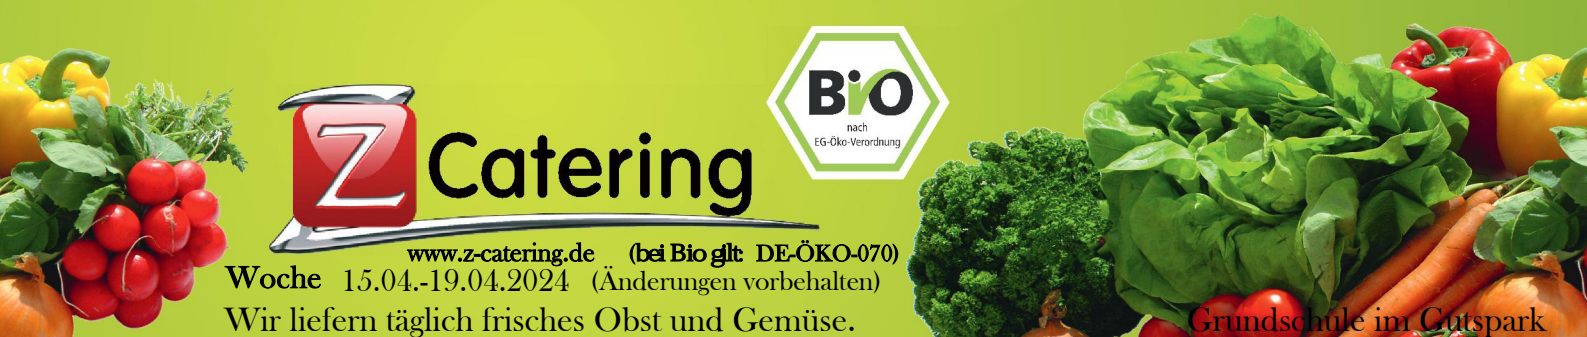 BiO
nach
EG-Öko-Verordnung
Z Catering
www.z-catering.de (bei Bio gilt: DE-ÖKO-070)
Woche 15.04.-19.04.2024 (Änderungen vorbehalten)
Wir liefern täglich frisches Obst und Gemüse.
Grundschule im Gutspark